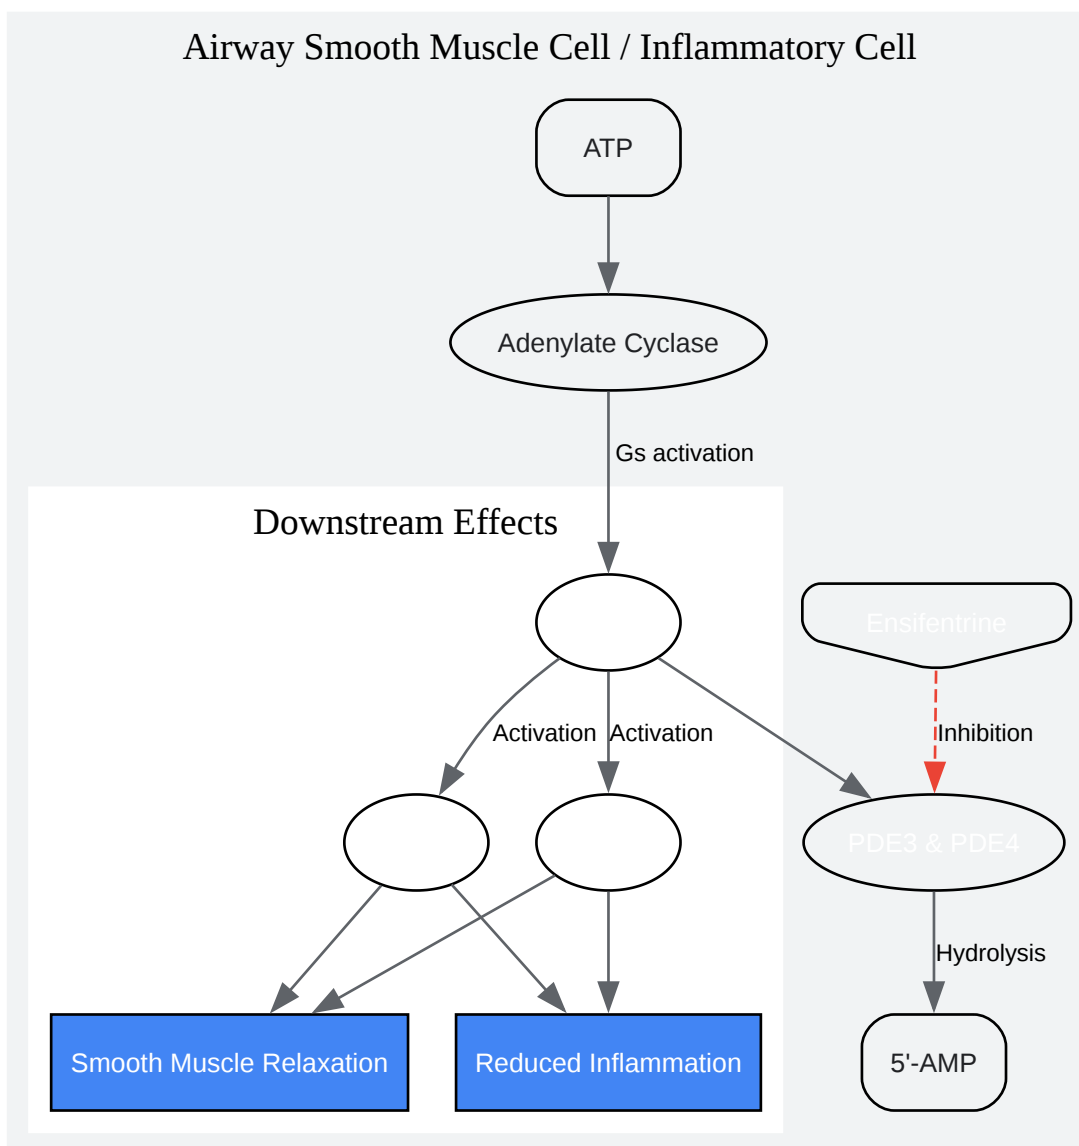 Airway Smooth Muscle Cell / Inflammatory Cell
ATP
Adenylate Cyclase
Gs activation
Downstream Effects
Ensifentrine
Activation
Activation
Inhibition
PDE3 & PDE4
Hydrolysis
Smooth Muscle Relaxation
Reduced Inflammation
5'-AMP